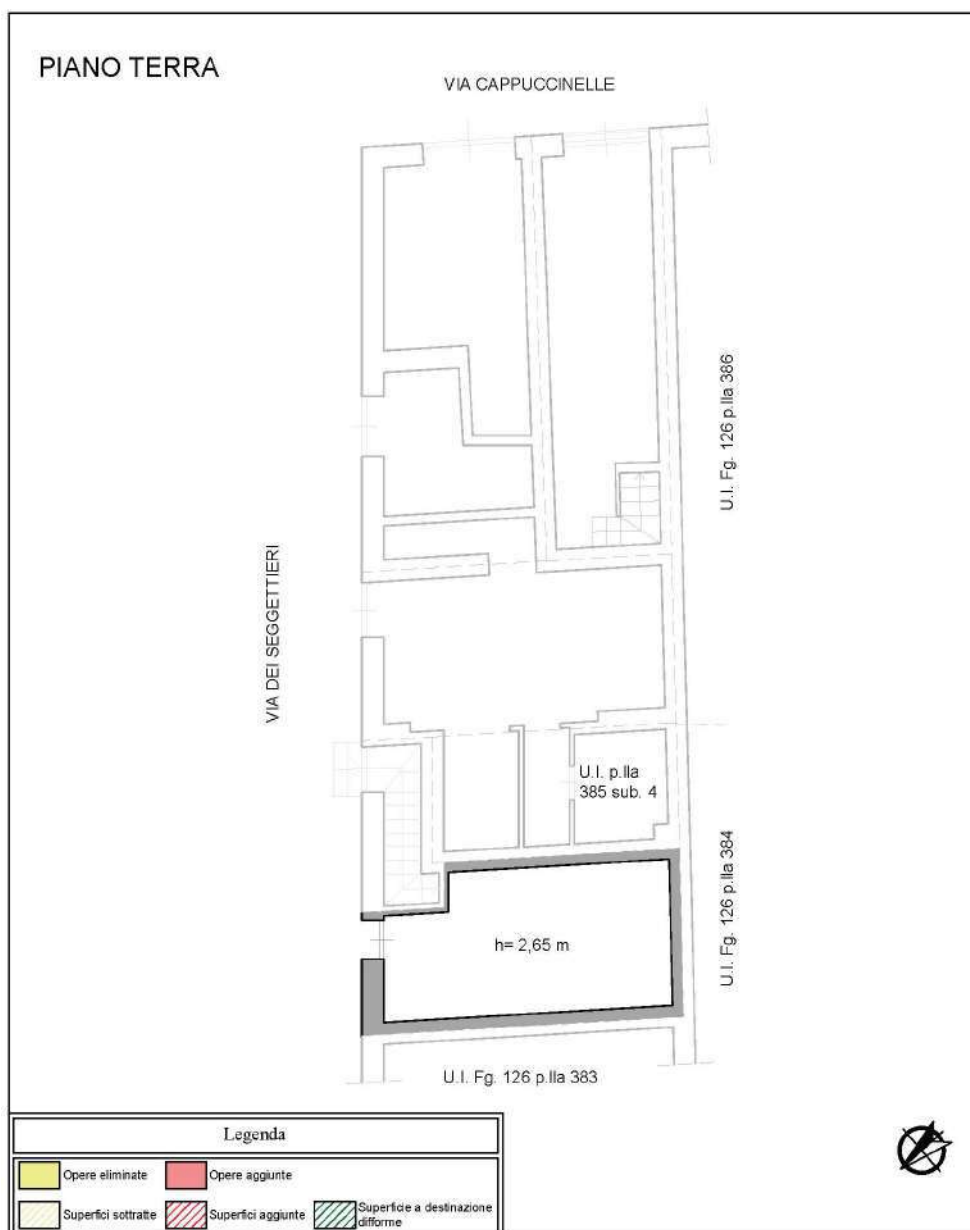 PIANO TERRA
VIA CAPPUCCINELLE
U.I. Fg. 126 p.lla 386
VIA DEI SEGGETTIERI
U.I. p.lla
385 sub. 4
U.I. Fg. 126 p.lla 384
h= 2,65 m
U.I. Fg. 126 p.lla 383
Legenda
Opere eliminate
Opere aggiunte
Superfici sottratte
Superfici aggiunte
Superficie a destinazione
difforme